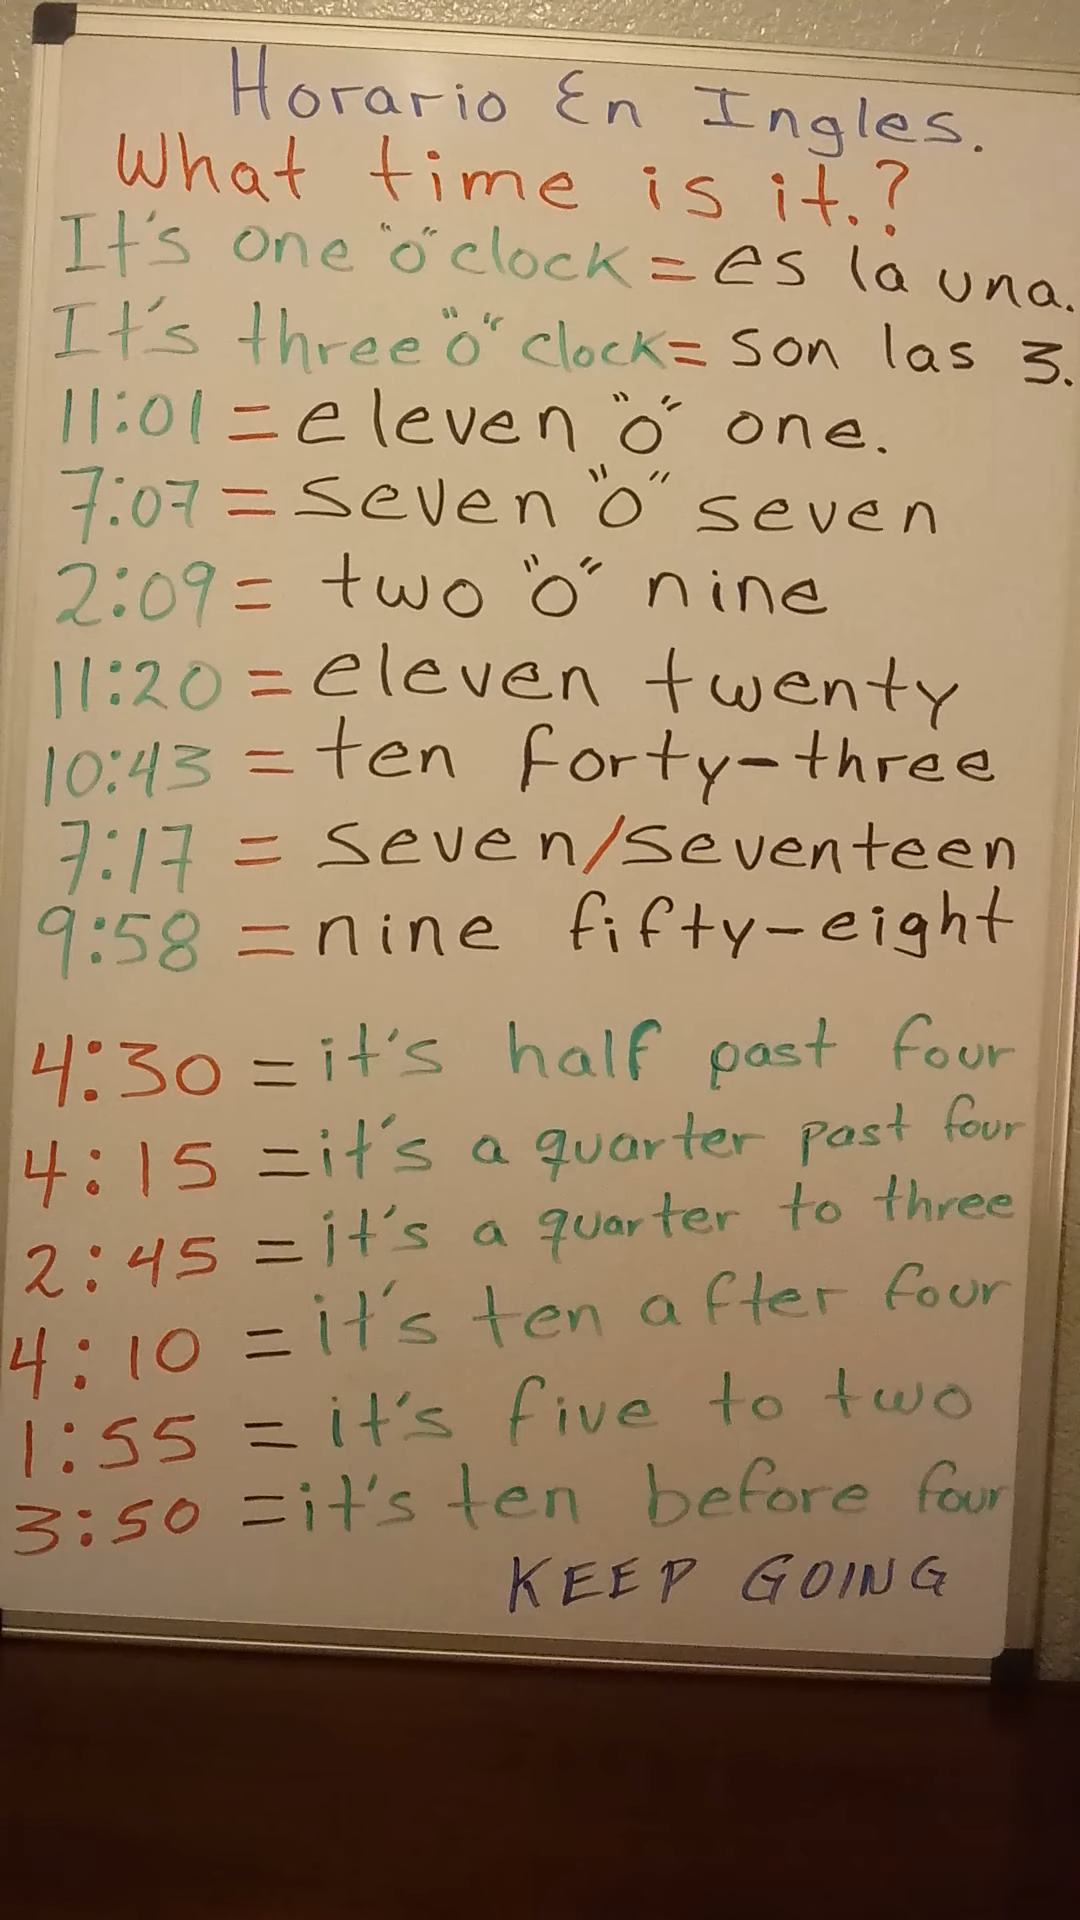 Horario En Ingles.
What time is it.?
It's one "o" clock = es la una.
It's three "o" clock = son las 3.
11:01 = eleven "o" one.
7:07 = seven "o" seven
2:09 = two "o" nine
11:20 = eleven twenty
10:43 = ten forty-three
7:17 = seven/seventeen
9:58 = nine fifty-eight
4:30 = it's half past four
4:15 = it's a quarter past four
2:45 = it's a quarter to three
4:10 = it's ten after four
1:55 = it's five to two
3:50 = it's ten before four
KEEP GOING